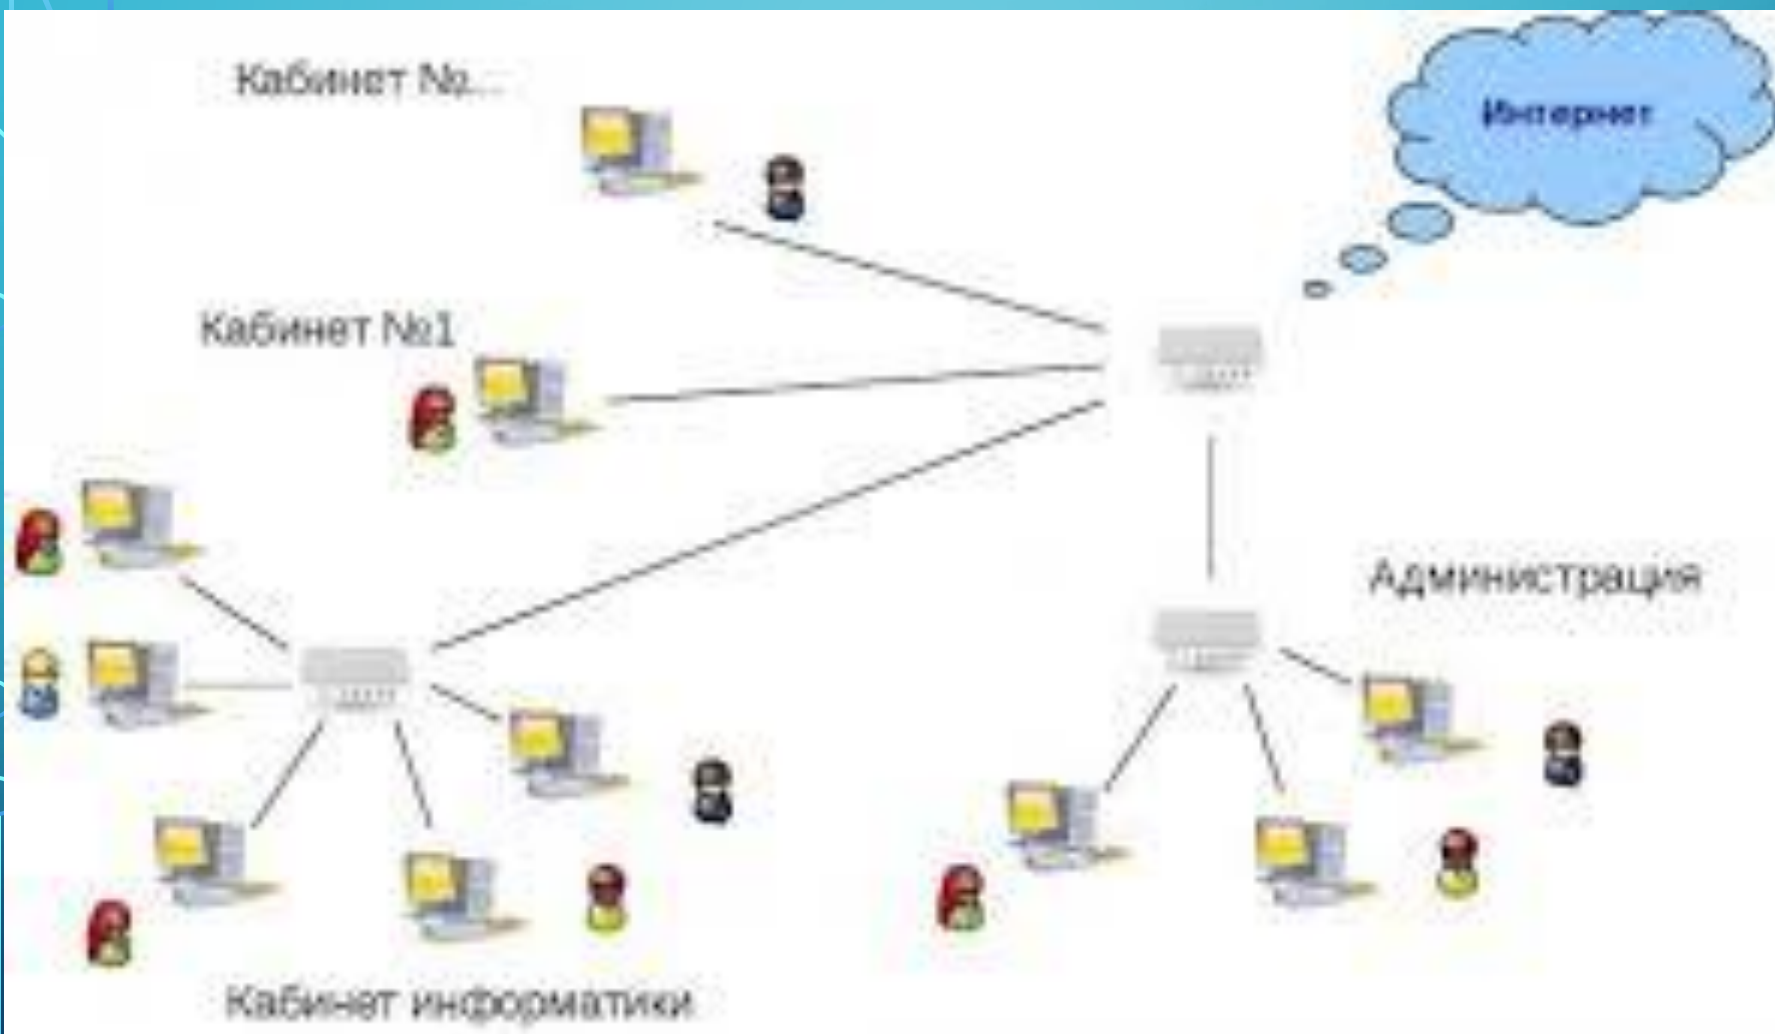 Кабинет №...
Интернет
Кабинет №1
Администрация
Кабинет информатики